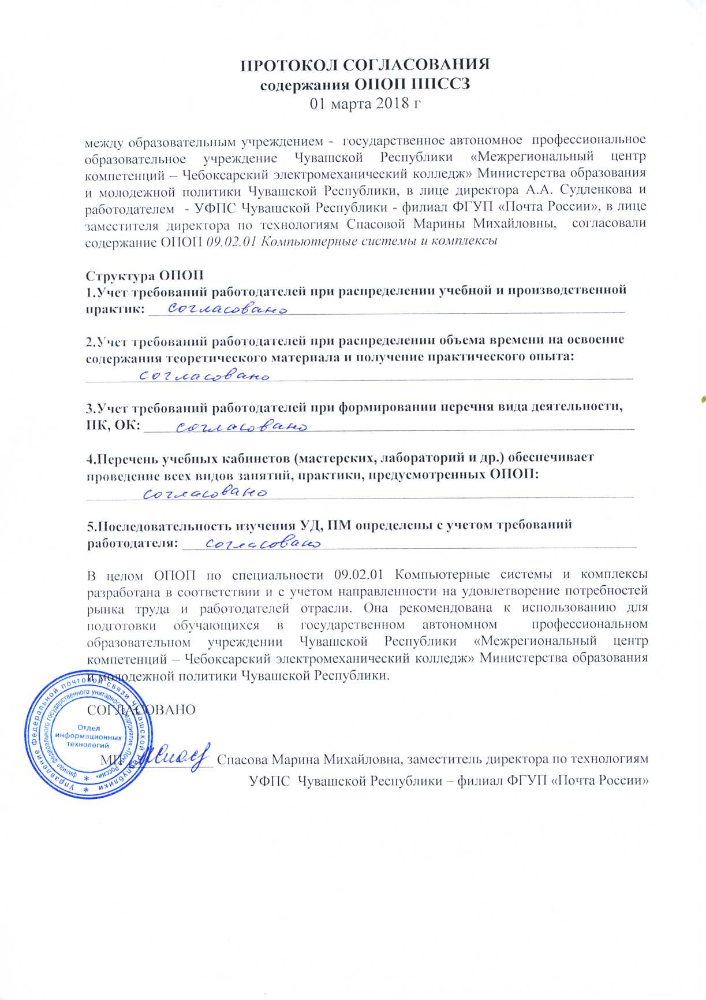 ПРОТОКОЛ СОГЛАСОВАНИЯ
содержания ОПОП ППССЗ
01 марта 2018 г
между образовательным учреждением - государственное автономное профессиональное
образовательное учреждение Чувашской Республики «Межрегиональный центр
компетенций – Чебоксарский электромеханический колледж» Министерства образования
и молодежной политики Чувашской Республики, в лице директора А.А. Судленкова и
работодателем - УФПС Чувашской Республики - филиал ФГУП «Почта России», в лице
заместителя директора по технологиям Спасовой Марины Михайловны, согласовали
содержание ОПОП 09.02.01 Компьютерные системы и комплексы
Структура ОПОП
1.Учет требований работодателей при распределении учебной и производственной
практик: согласовано
2.Учет требований работодателей при распределении объема времени на освоение
содержания теоретического материала и получение практического опыта:
согласовано
3.Учет требований работодателей при формировании перечня вида деятельности,
ПК, ОК: согласовано
4.Перечень учебных кабинетов (мастерских, лабораторий и др.) обеспечивает
проведение всех видов занятий, практики, предусмотренных ОПОП:
согласовано
5.Последовательность изучения УД, ПМ определены с учетом требований
работодателя: согласовано
В целом ОПОП по специальности 09.02.01 Компьютерные системы и комплексы
разработана в соответствии и с учетом направленности на удовлетворение потребностей
рынка труда и работодателей отрасли. Она рекомендована к использованию для
подготовки обучающихся в государственном автономном профессиональном
образовательном учреждении Чувашской Республики «Межрегиональный центр
компетенций – Чебоксарский электромеханический колледж» Министерства образования
и молодежной политики Чувашской Республики.
СОГЛАСОВАНО
МП Спасова Марина Михайловна, заместитель директора по технологиям
УФПС Чувашской Республики – филиал ФГУП «Почта России»
Управление Федеральной почтовой связи Чувашской Республики
филиал федерального государственного унитарного предприятия «Почта России»
Отдел
информационных
технологий